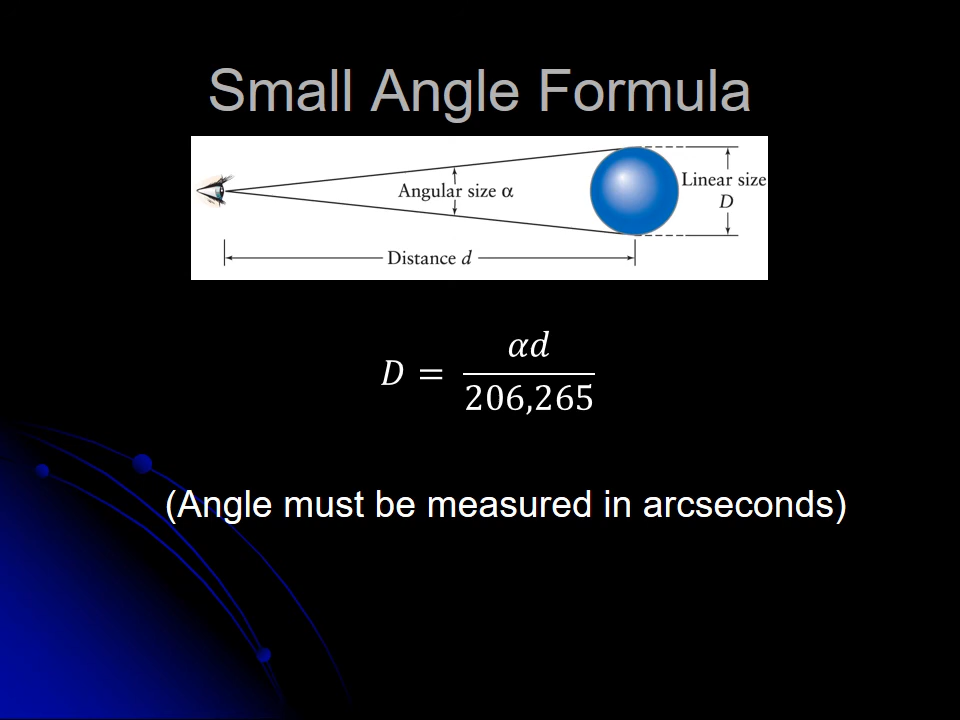 Small Angle Formula
Angular size α
Linear size
D
Distance d
D = αd / 206,265
(Angle must be measured in arcseconds)